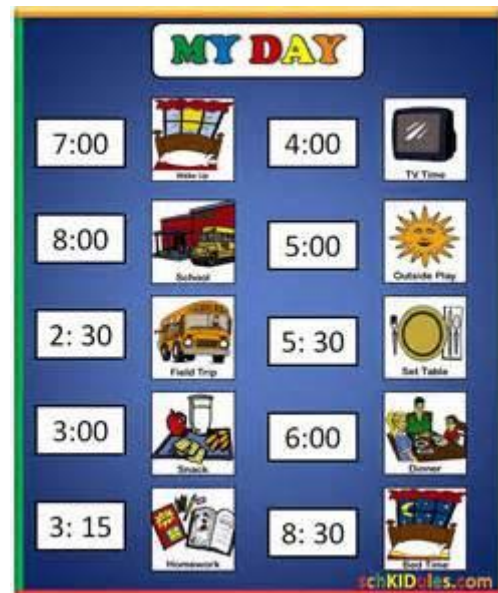 MY DAY
7:00
Wake Up
8:00
School
2: 30
Field Trip
3:00
Snack
3: 15
Homework
4:00
TV Time
5:00
Outside Play
5: 30
Set Table
6:00
Dinner
8: 30
Bed Time
schKIDules.com